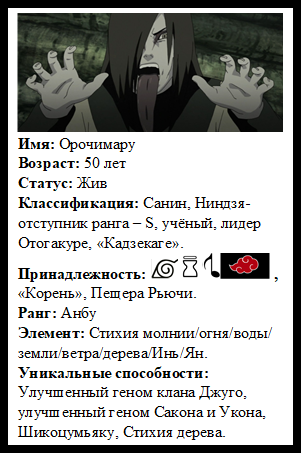 Имя: Орочимару
Возраст: 50 лет
Статус: Жив
Классификация: Санин, Ниндзя-
отступник ранга – S, учёный, лидер
Отогакуре, «Кадзекаге».
Принадлежность: ,
«Корень», Пещера Рьючи.
Ранг: Анбу
Элемент: Стихия молнии/огня/воды/
земли/ветра/дерева/Инь/Ян.
Уникальные способности:
Улучшенный геном клана Джуго,
улучшенный геном Сакона и Укона,
Шикоцумьяку, Стихия дерева.